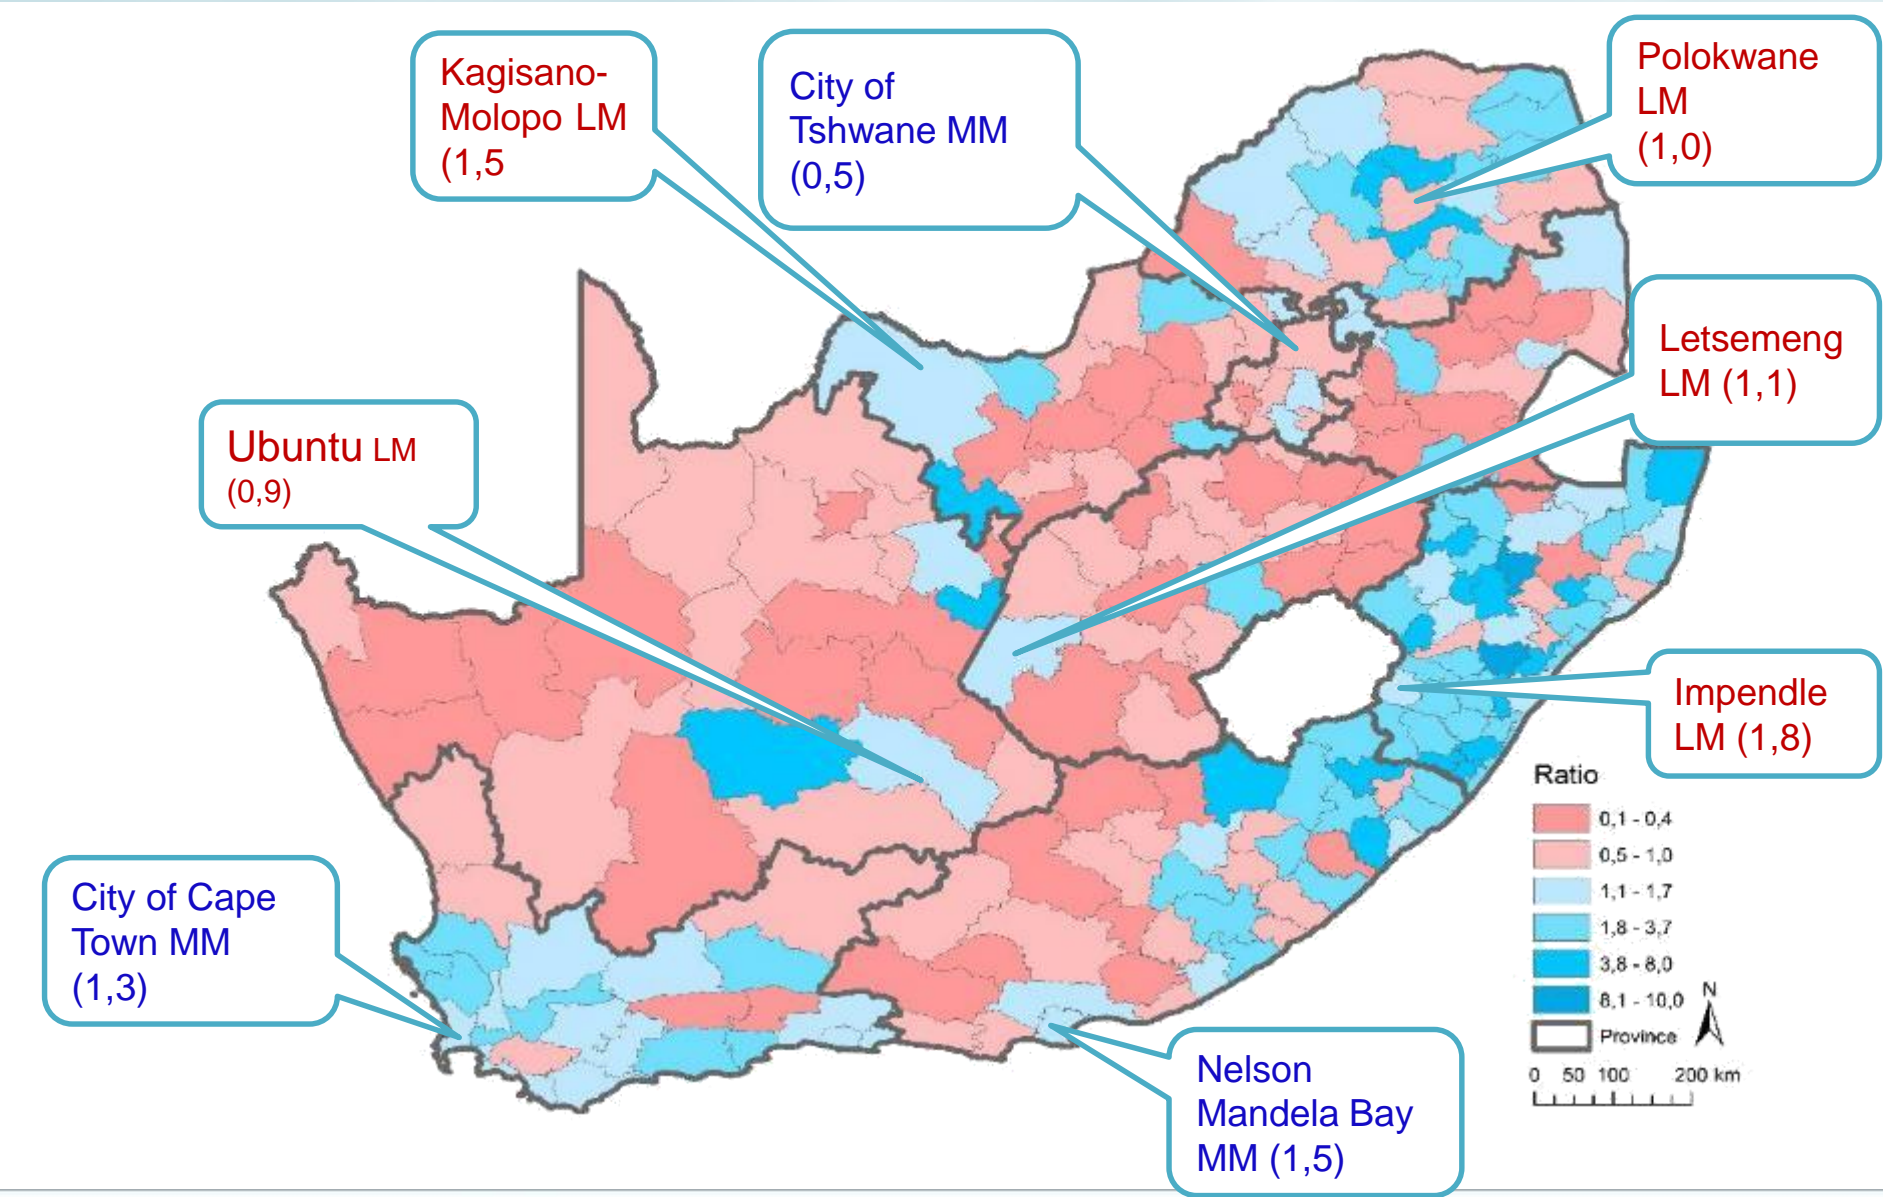 Kagisano-
Molopo LM
(1,5
City of
Tshwane MM
(0,5)
Polokwane
LM
(1,0)
Letsemeng
LM (1,1)
Ubuntu LM
(0,9)
Impendle
LM (1,8)
City of Cape
Town MM
(1,3)
Nelson
Mandela Bay
MM (1,5)
Ratio
0,1 - 0,4
0,5 - 1,0
1,1 - 1,7
1,8 - 3,7
3,8 - 8,0
8,1 - 10,0
Province
N
0 50 100 200 km